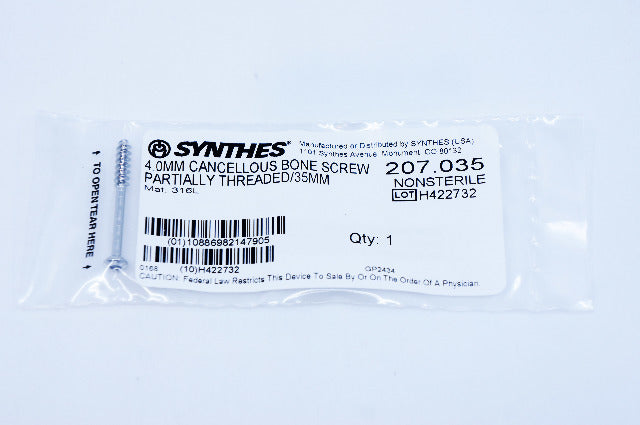 SYNTHES®
Manufactured or Distributed by SYNTHES (USA)
1101 Synthes Avenue, Monument, CO 80132
4.0MM CANCELLOUS BONE SCREW
PARTIALLY THREADED/35MM
Mat. 316L
207.035
NONSTERILE
LOT H422732
(01)10886982147905
Qty: 1
(10)H422732
0168
GP2434
CAUTION: Federal Law Restricts This Device To Sale By Or On The Order Of A Physician.
↑ TO OPEN TEAR HERE ↑